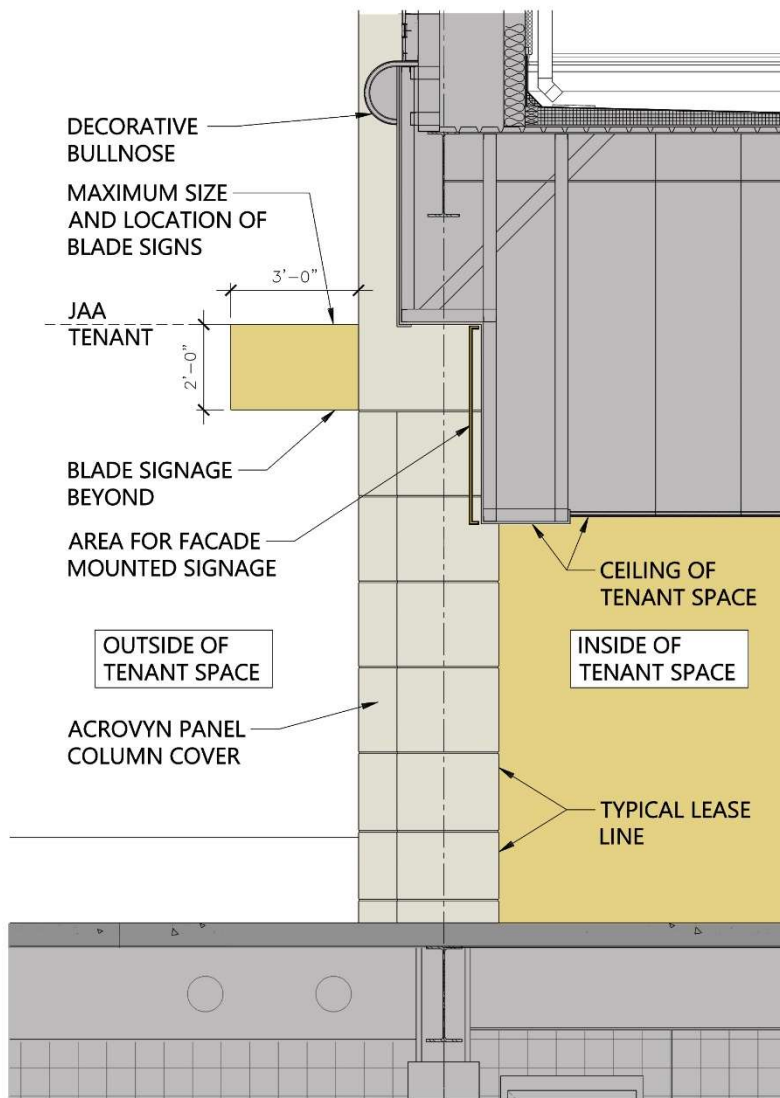 DECORATIVE
BULLNOSE
MAXIMUM SIZE
AND LOCATION OF
BLADE SIGNS
3'-0"
JAA
TENANT
2'-0"
BLADE SIGNAGE
BEYOND
AREA FOR FACADE
MOUNTED SIGNAGE
CEILING OF
TENANT SPACE
OUTSIDE OF
TENANT SPACE
INSIDE OF
TENANT SPACE
ACROVYN PANEL
COLUMN COVER
TYPICAL LEASE
LINE